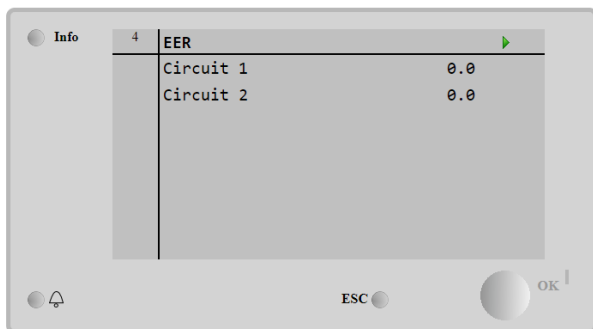 Info
4 EER
Circuit 1 0.0
Circuit 2 0.0
ESC
OK